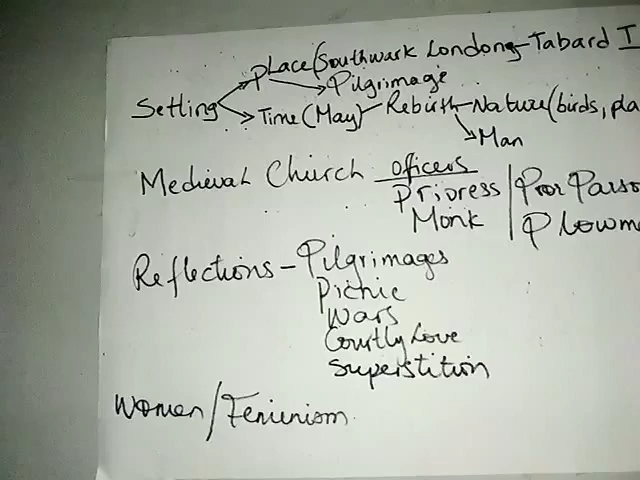 Place (Southwark London - Tabard I
Pilgrimage
Setting
Time (May) - Rebirth - Nature (birds, pla
Man
Medieval Church officers
Prioress / Poor Parso
Monk / Plowm
Reflections - Pilgrimages
Picnic
Wars
Courtly Love
Superstition
Women / Feminism